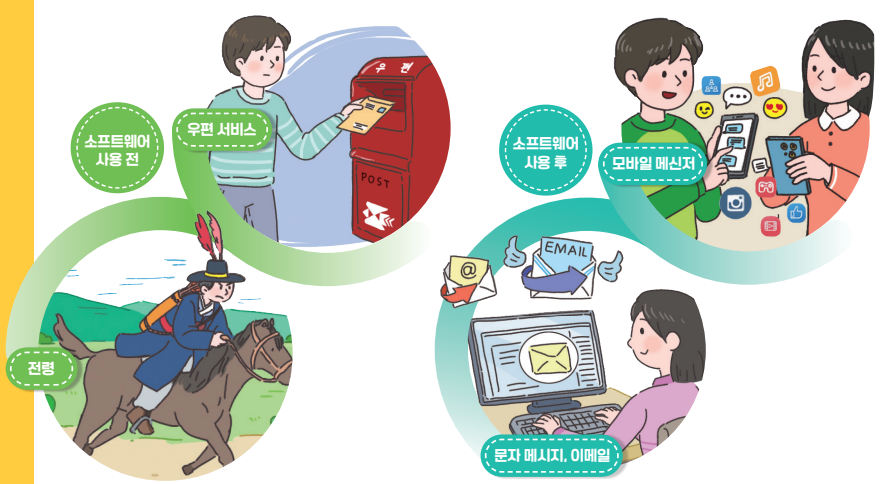 소프트웨어
사용 전
우편 서비스
우 편
POST
전령
소프트웨어
사용 후
모바일 메신저
@
EMAIL
문자 메시지, 이메일